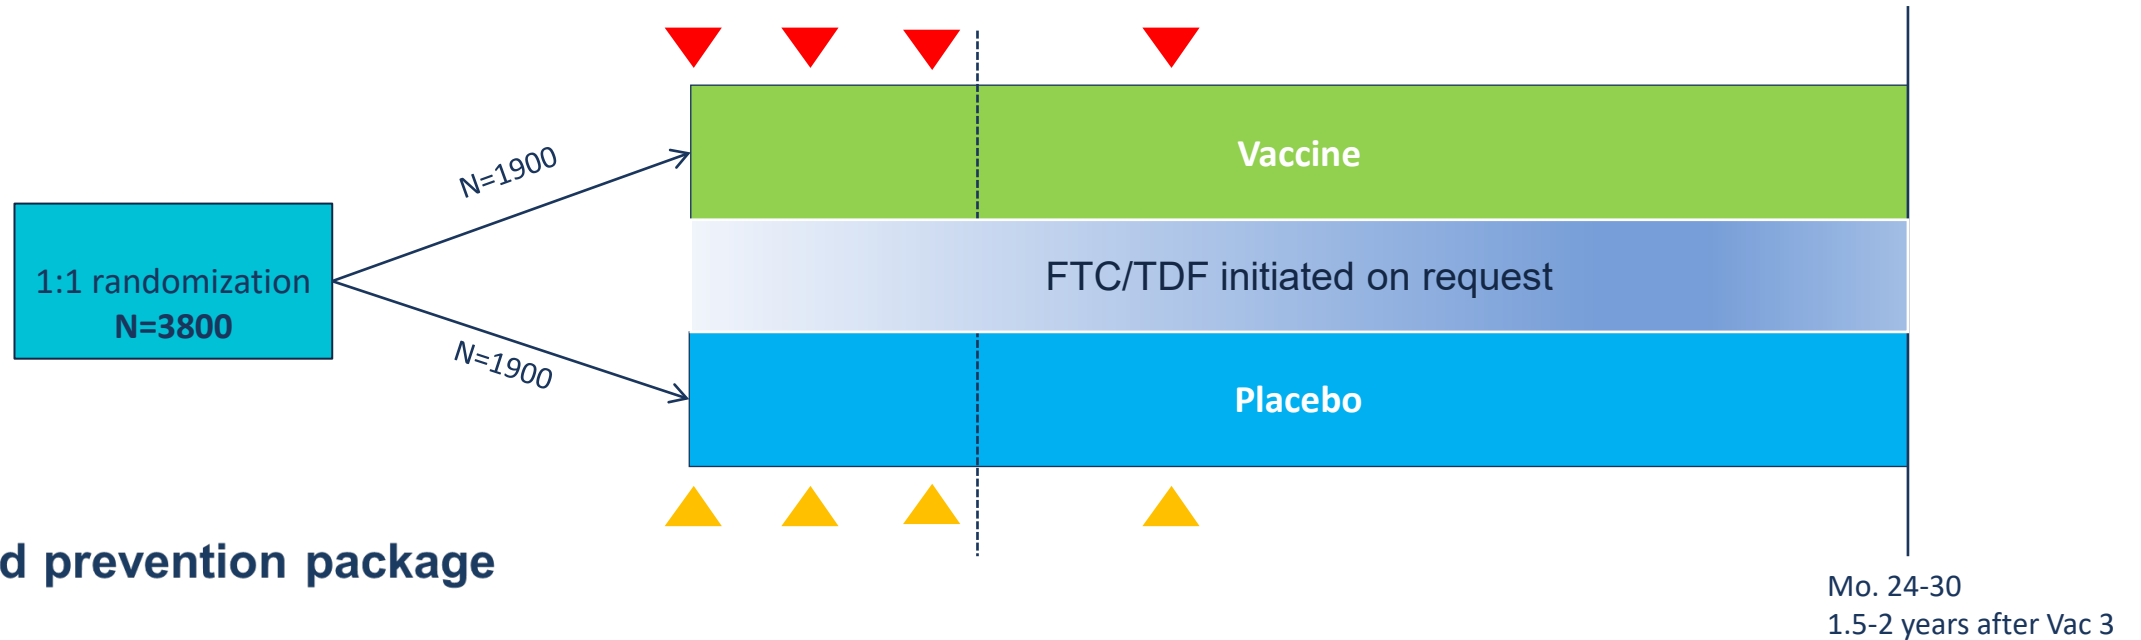 N=1900
Vaccine
1:1 randomization
N=3800
FTC/TDF initiated on request
N=1900
Placebo
d prevention package
Mo. 24-30
1.5-2 years after Vac 3